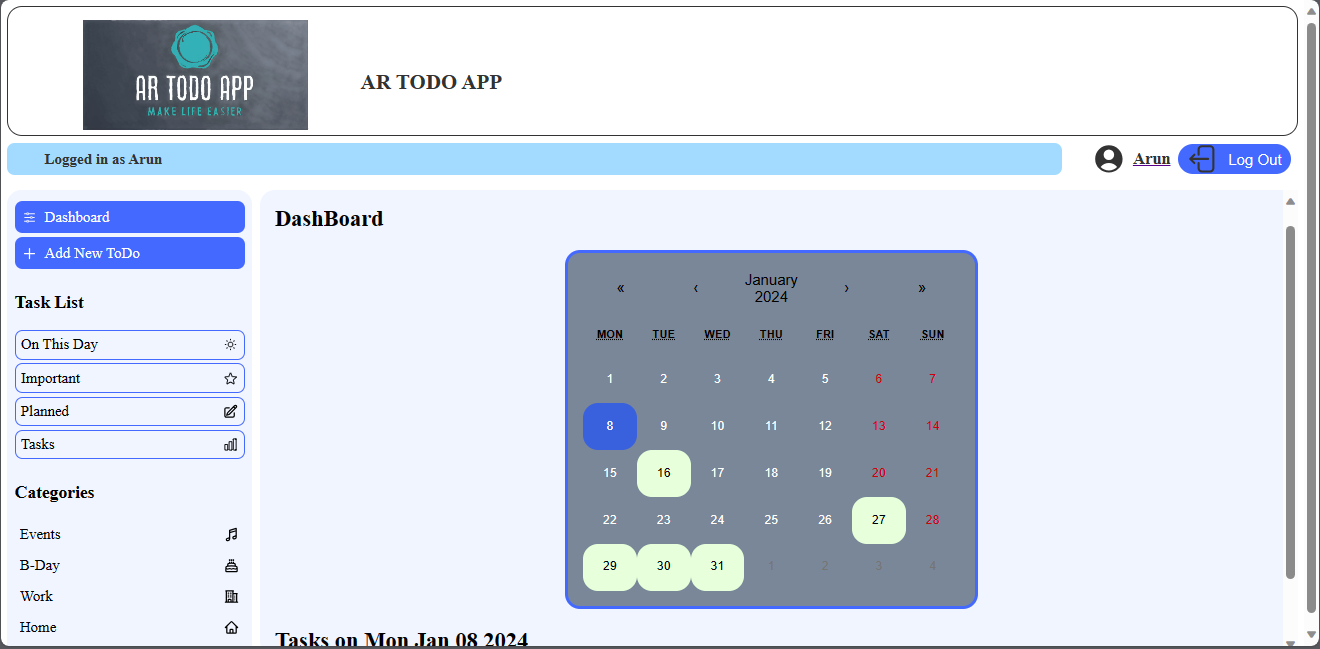 AR TODO APP
MAKE LIFE EASIER
AR TODO APP
Logged in as Arun
Arun
Log Out
Dashboard
Add New ToDo
Task List
On This Day
Important
Planned
Tasks
Categories
Events
B-Day
Work
Home
DashBoard
« ‹ January 2024 › »
MON TUE WED THU FRI SAT SUN
1 2 3 4 5 6 7
8 9 10 11 12 13 14
15 16 17 18 19 20 21
22 23 24 25 26 27 28
29 30 31 1 2 3 4
Tasks on Mon Jan 08 2024